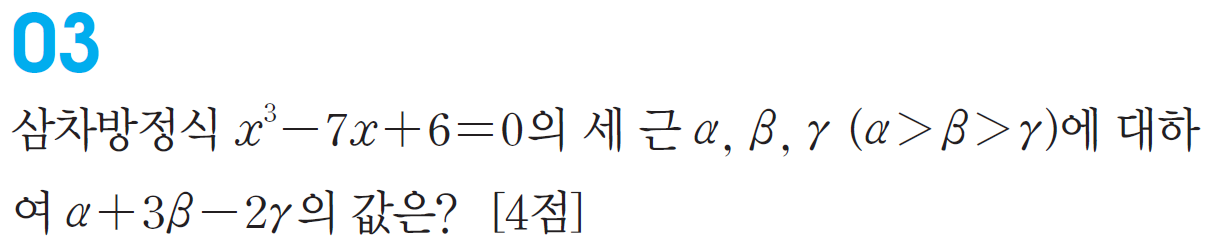 03
삼차방정식 x³−7x+6=0의 세 근 α, β, γ (α>β>γ)에 대하
여 α+3β−2γ의 값은? [4점]